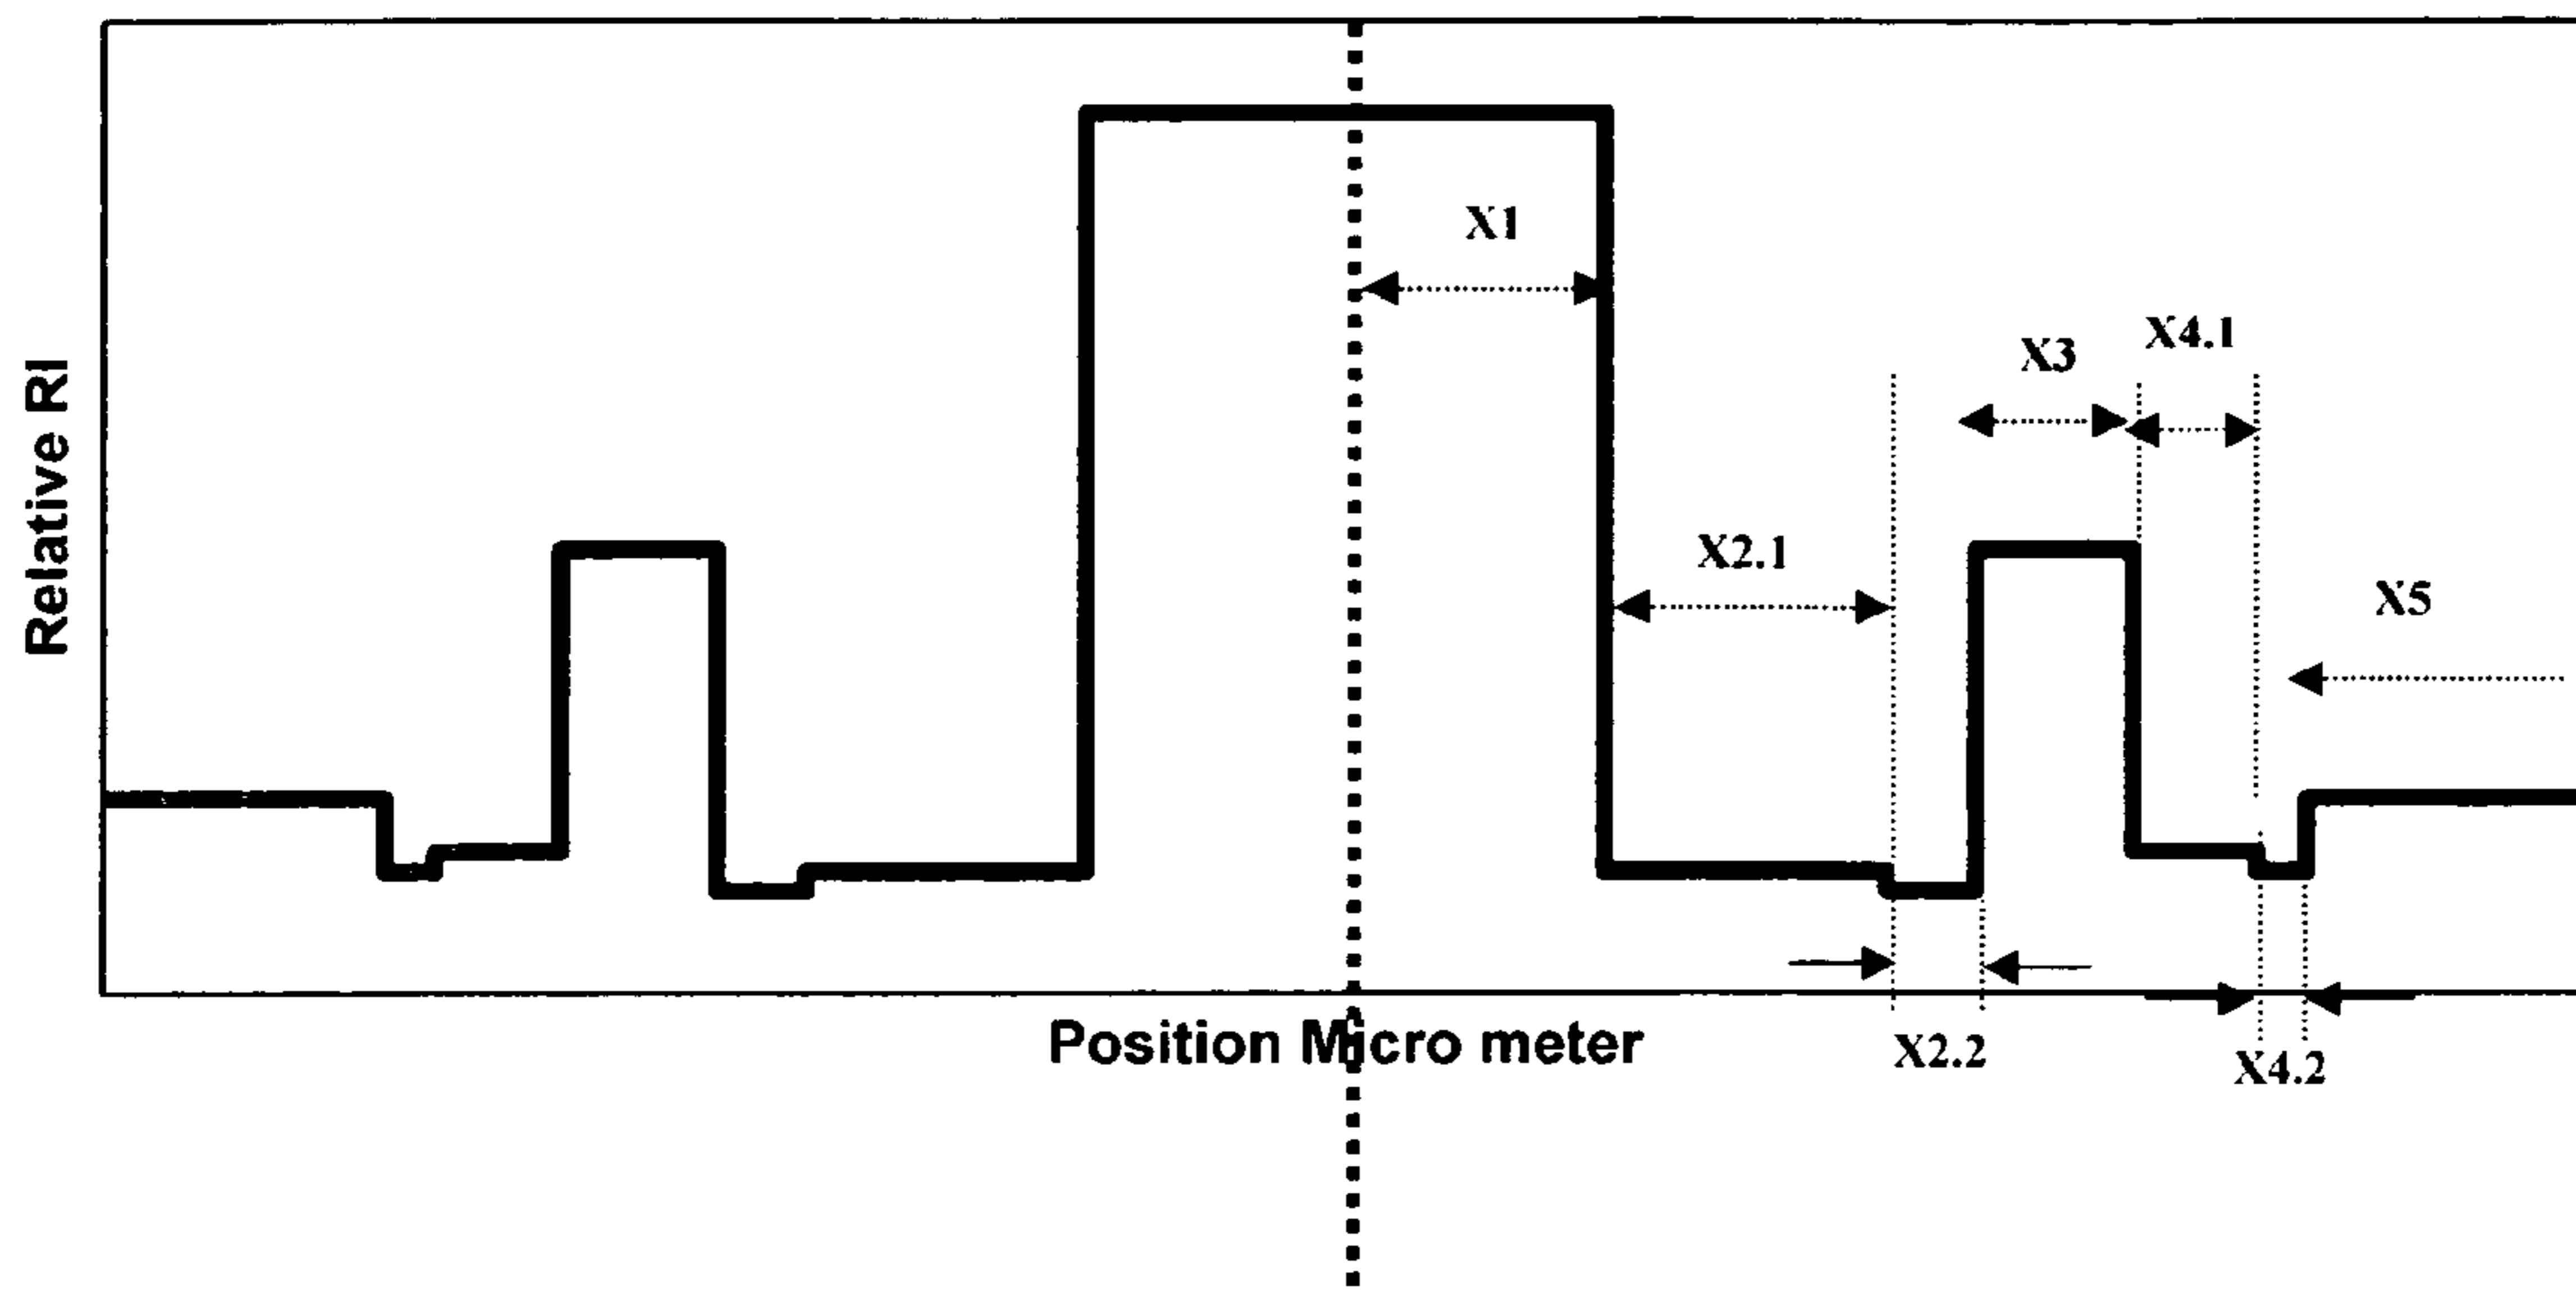 X1
X4.1
X3
Relative RI
X2.1
X5
Position Micro meter
X2.2
X4.2